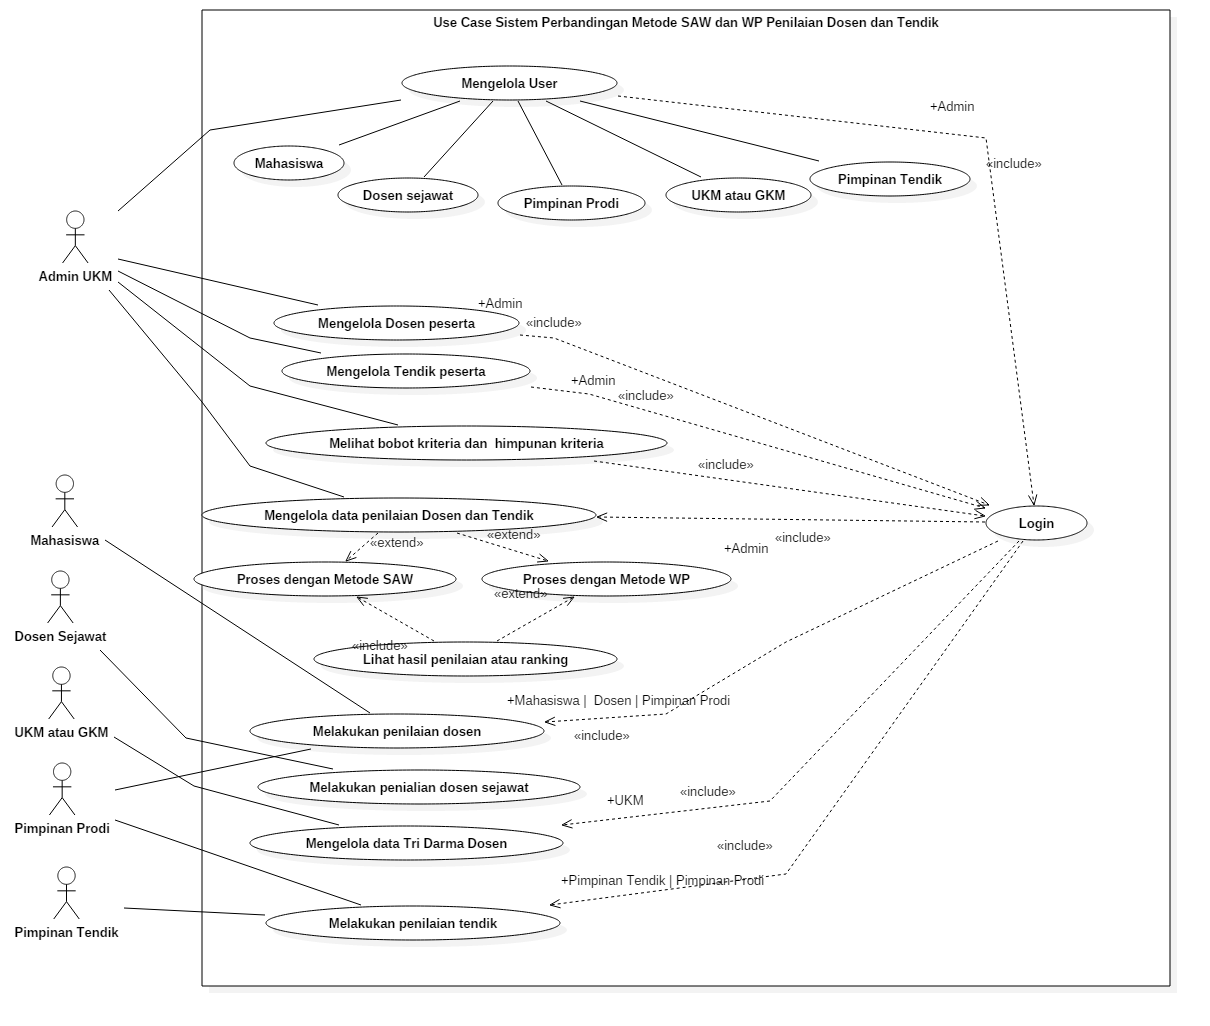 Use Case Sistem Perbandingan Metode SAW dan WP Penilaian Dosen dan Tendik
Mengelola User
+Admin
«include»
Mahasiswa
Dosen sejawat
Pimpinan Prodi
UKM atau GKM
Pimpinan Tendik
Admin UKM
+Admin
Mengelola Dosen peserta
«include»
Mengelola Tendik peserta
+Admin
«include»
Melihat bobot kriteria dan  himpunan kriteria
«include»
Mengelola data penilaian Dosen dan Tendik
Login
«extend»
«extend»
«include»
+Admin
Mahasiswa
Proses dengan Metode SAW
Proses dengan Metode WP
«extend»
Dosen Sejawat
«include»
Lihat hasil penilaian atau ranking
+Mahasiswa |  Dosen | Pimpinan Prodi
UKM atau GKM
Melakukan penilaian dosen
«include»
Melakukan penialian dosen sejawat
«include»
+UKM
Pimpinan Prodi
Mengelola data Tri Darma Dosen
«include»
+Pimpinan Tendik | Pimpinan Prodi
Melakukan penilaian tendik
Pimpinan Tendik